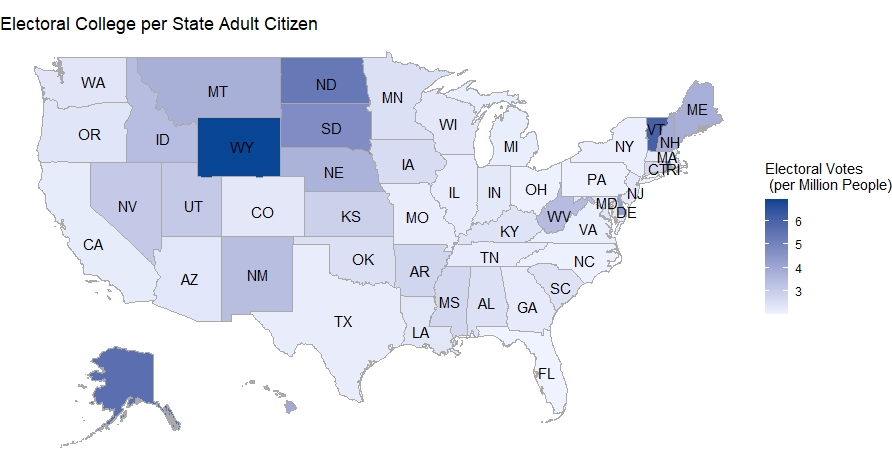 Electoral College per State Adult Citizen
WA
MT
ND
MN
ME
OR
ID
SD
WI
VT
NH
WY
MI
NY
MA
CT RI
NE
IA
PA
NV
UT
CO
IL
IN
OH
NJ
MD
DE
KS
MO
WV
VA
CA
KY
OK
TN
NC
AZ
NM
AR
SC
MS
AL
GA
TX
LA
FL
Electoral Votes
(per Million People)
6
5
4
3